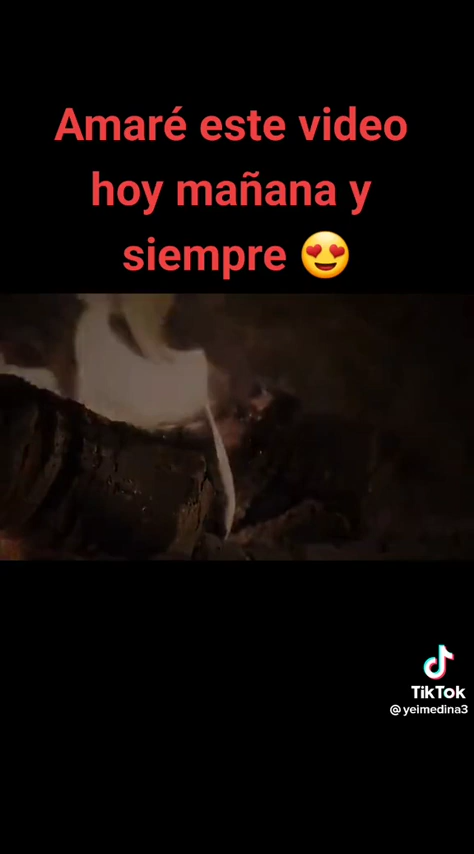 Amaré este video
hoy mañana y
siempre 😍
TikTok
@yeimedina3